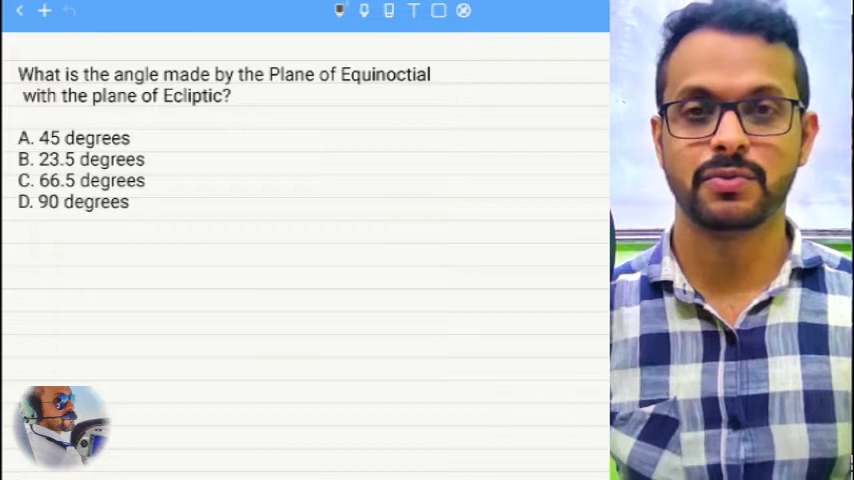 What is the angle made by the Plane of Equinoctial
with the plane of Ecliptic?
A. 45 degrees
B. 23.5 degrees
C. 66.5 degrees
D. 90 degrees